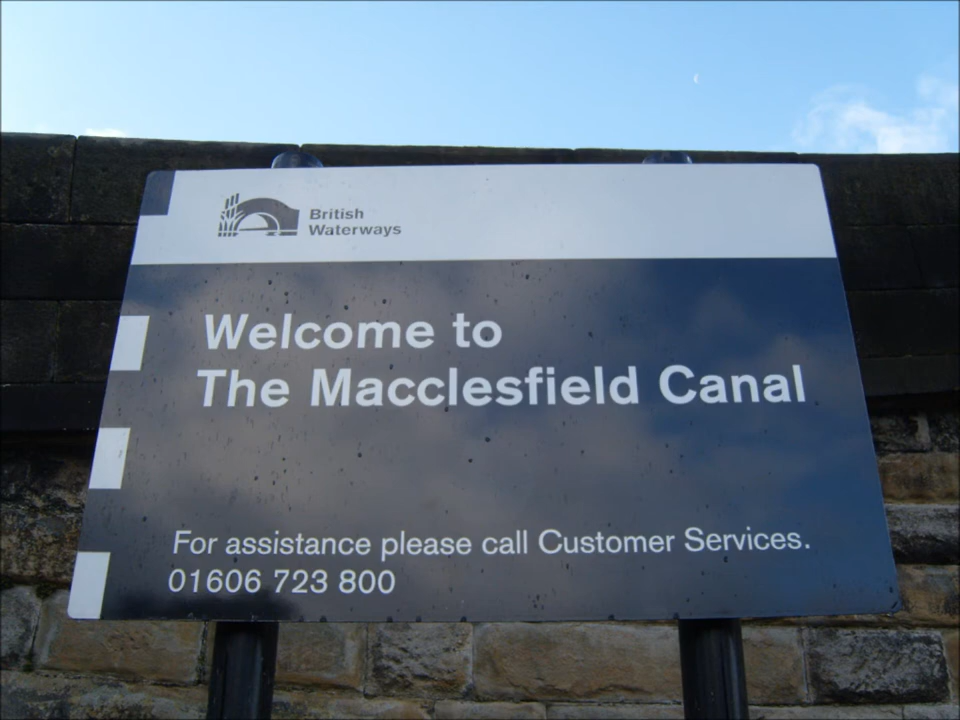 British
Waterways
Welcome to
The Macclesfield Canal
For assistance please call Customer Services.
01606 723 800